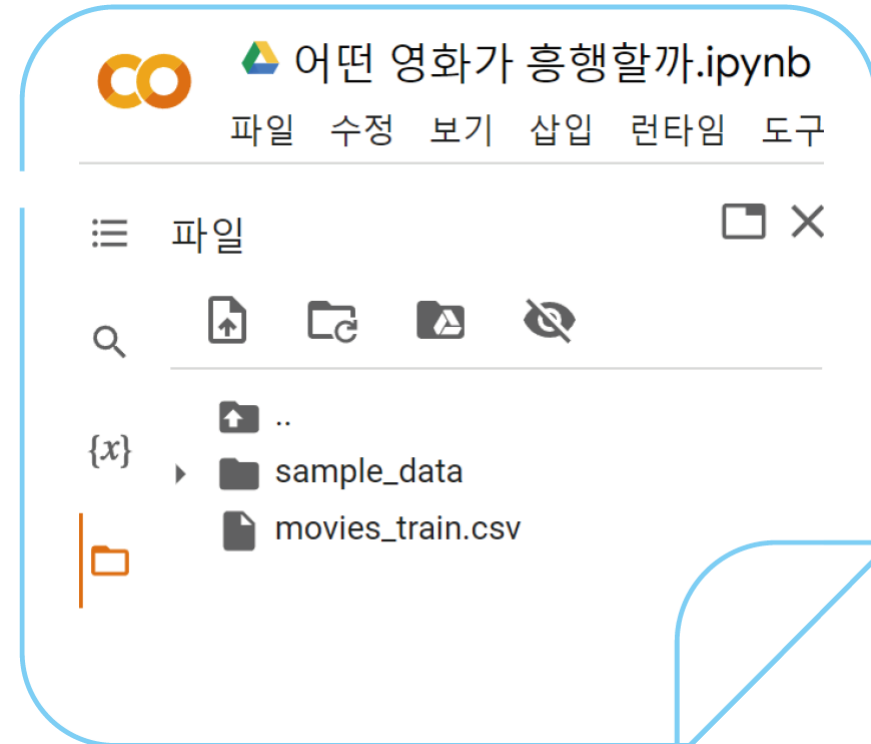 어떤 영화가 흥행할까.ipynb
파일 수정 보기 삽입 런타임 도구
파일
..
{x}
sample_data
movies_train.csv